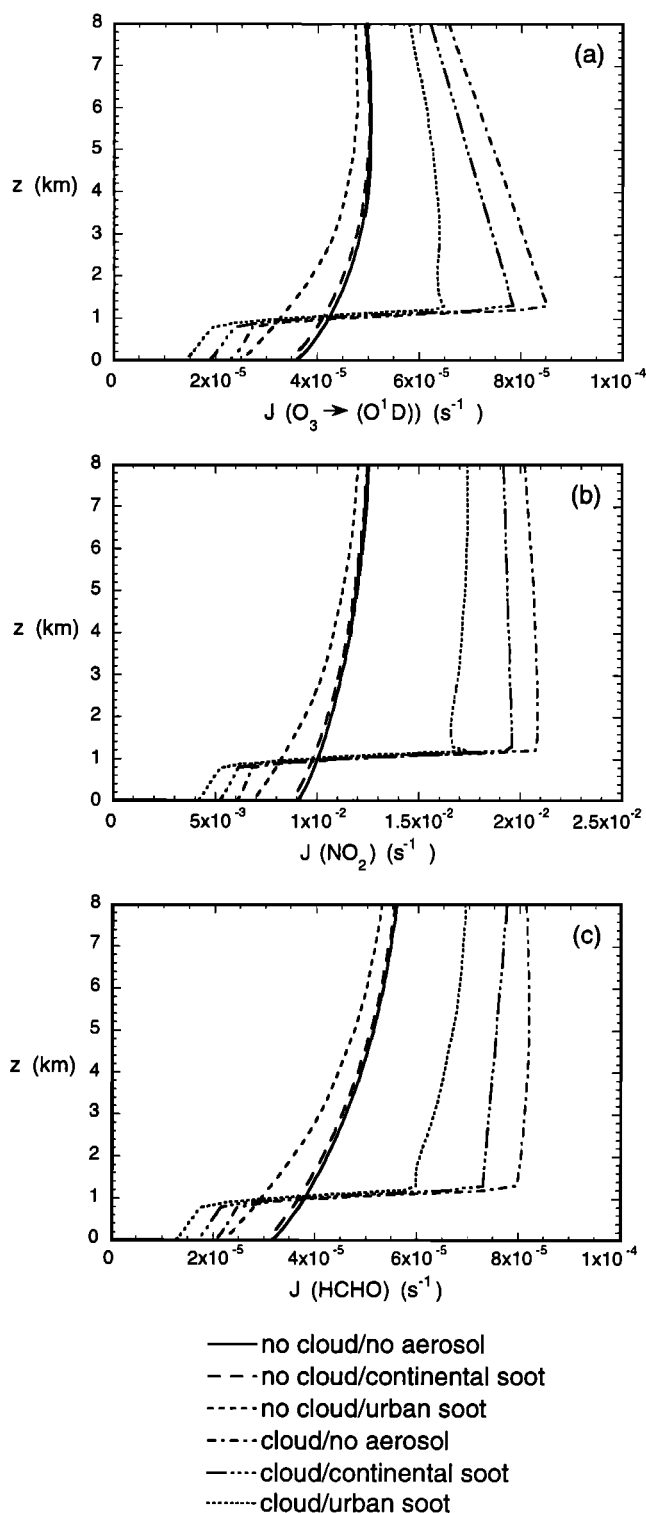 8
(a)
7
6
5
z (km)
4
3
2
1
0
0 2x10⁻⁵ 4x10⁻⁵ 6x10⁻⁵ 8x10⁻⁵ 1x10⁻⁴
J (O₃ → (O¹D)) (s⁻¹)
8
(b)
7
6
5
z (km)
4
3
2
1
0
0 5x10⁻³ 1x10⁻² 1.5x10⁻² 2x10⁻² 2.5x10⁻²
J (NO₂) (s⁻¹)
8
(c)
7
6
5
z (km)
4
3
2
1
0
0 2x10⁻⁵ 4x10⁻⁵ 6x10⁻⁵ 8x10⁻⁵ 1x10⁻⁴
J (HCHO) (s⁻¹)
no cloud/no aerosol
no cloud/continental soot
no cloud/urban soot
cloud/no aerosol
cloud/continental soot
cloud/urban soot